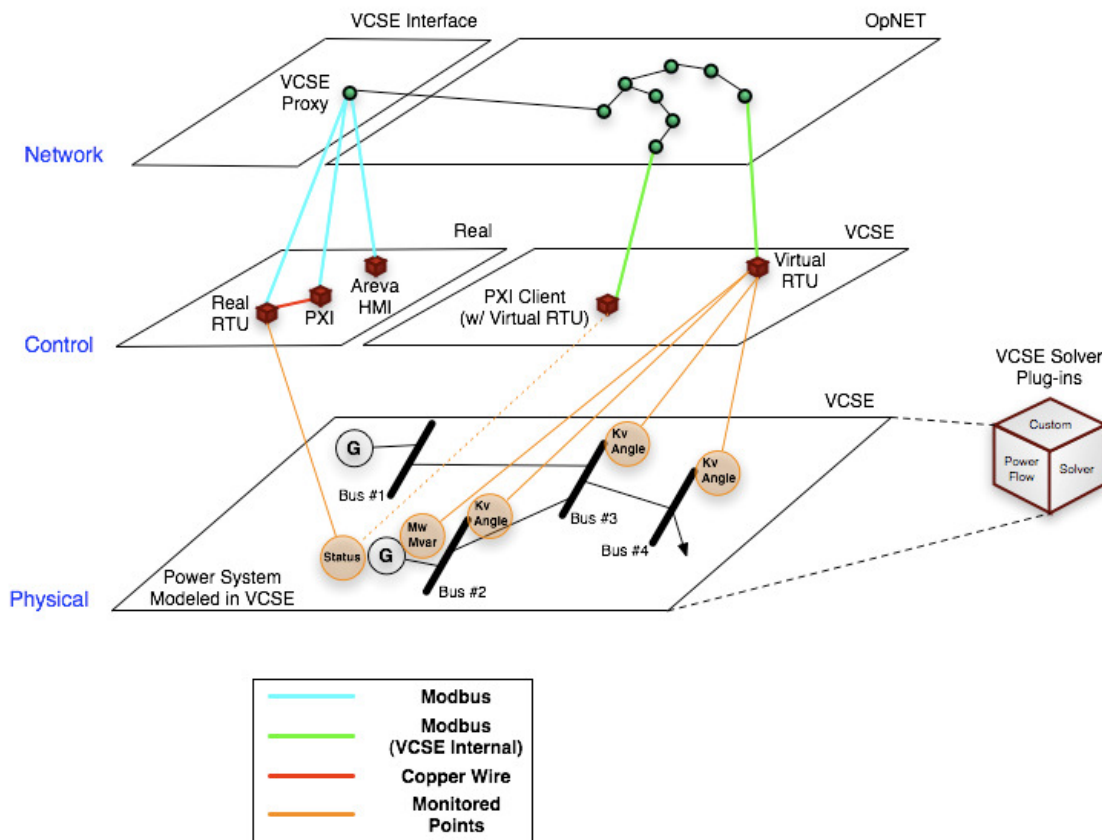 VCSE Interface
OpNET
VCSE
Proxy
Network
Real
VCSE
Areva
HMI
Virtual
RTU
Real
RTU
PXI
PXI Client
(w/ Virtual RTU)
Control
VCSE Solver
Plug-ins
VCSE
Custom
Power
Flow
Solver
G
Bus #1
Kv
Angle
Kv
Angle
Kv
Angle
Mw
Mvar
Bus #3
Bus #4
Status
G
Bus #2
Power System
Modeled in VCSE
Physical
Modbus
Modbus
(VCSE Internal)
Copper Wire
Monitored
Points